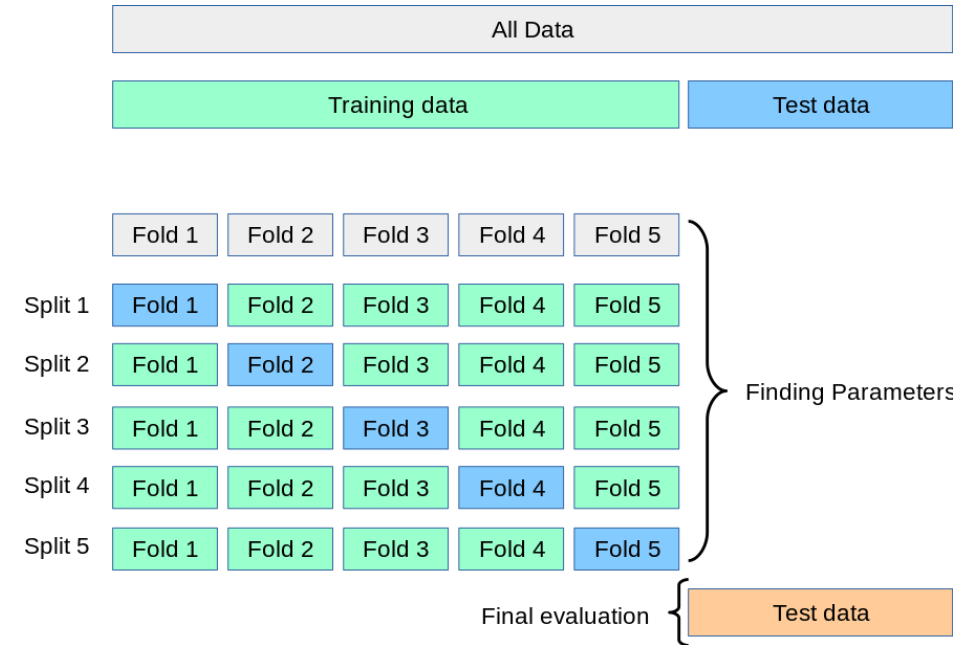 All Data
Training data Test data
Fold 1 Fold 2 Fold 3 Fold 4 Fold 5
Split 1 Fold 1 Fold 2 Fold 3 Fold 4 Fold 5
Split 2 Fold 1 Fold 2 Fold 3 Fold 4 Fold 5
Finding Parameters
Split 3 Fold 1 Fold 2 Fold 3 Fold 4 Fold 5
Split 4 Fold 1 Fold 2 Fold 3 Fold 4 Fold 5
Split 5 Fold 1 Fold 2 Fold 3 Fold 4 Fold 5
Final evaluation Test data